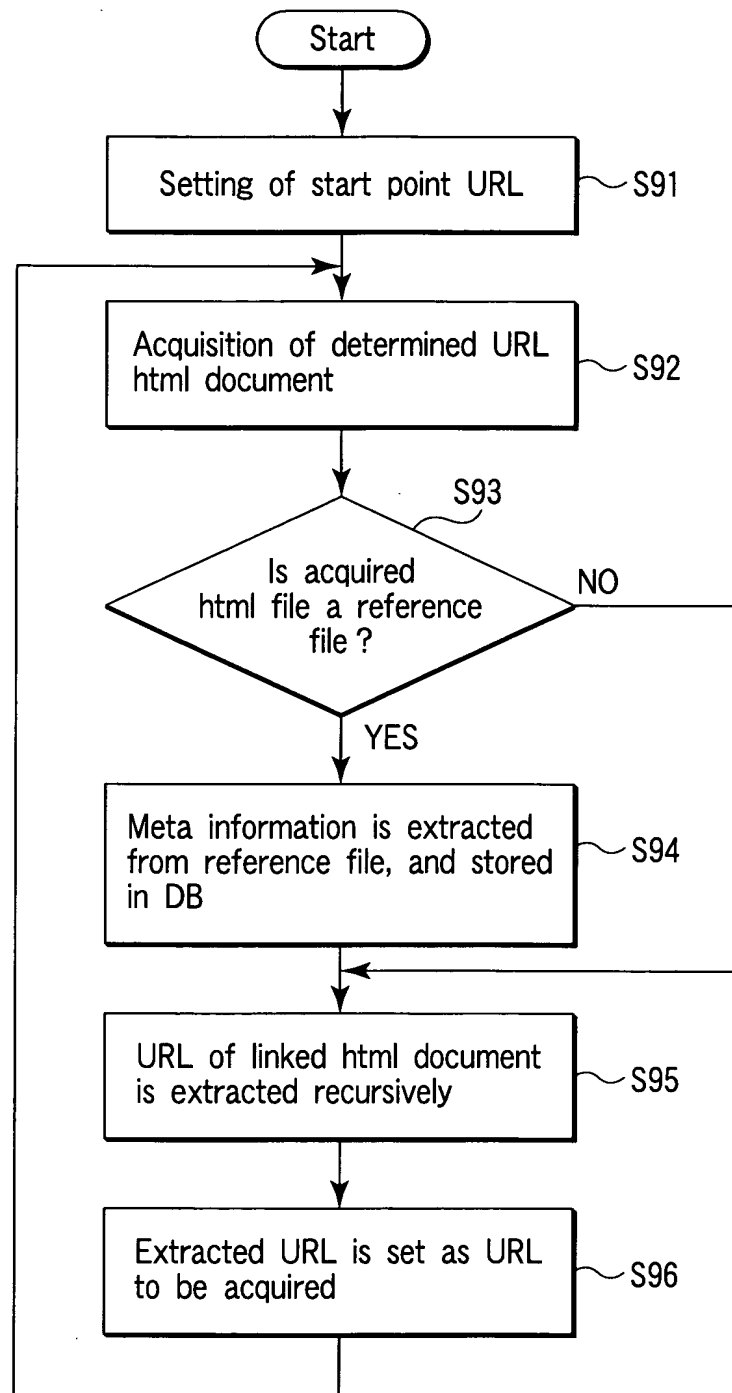 Start
Setting of start point URL
S91
Acquisition of determined URL
html document
S92
S93
Is acquired
html file a reference
file ?
NO
YES
Meta information is extracted
from reference file, and stored
in DB
S94
URL of linked html document
is extracted recursively
S95
Extracted URL is set as URL
to be acquired
S96